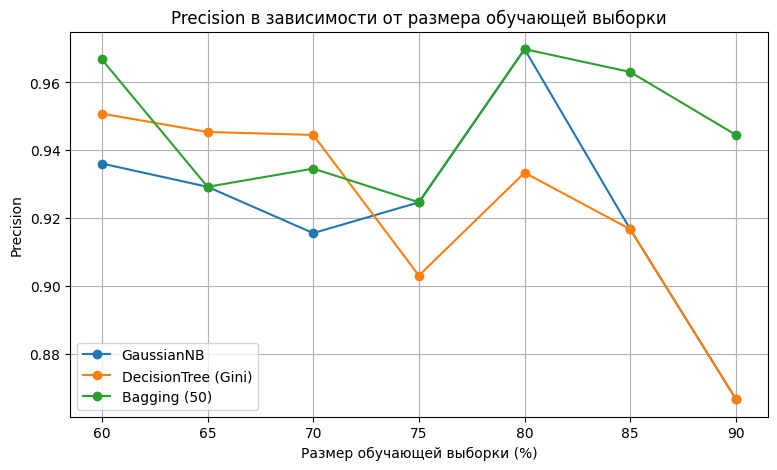 Precision в зависимости от размера обучающей выборки
Precision
0.96
0.94
0.92
0.90
0.88
GaussianNB
DecisionTree (Gini)
Bagging (50)
60 65 70 75 80 85 90
Размер обучающей выборки (%)